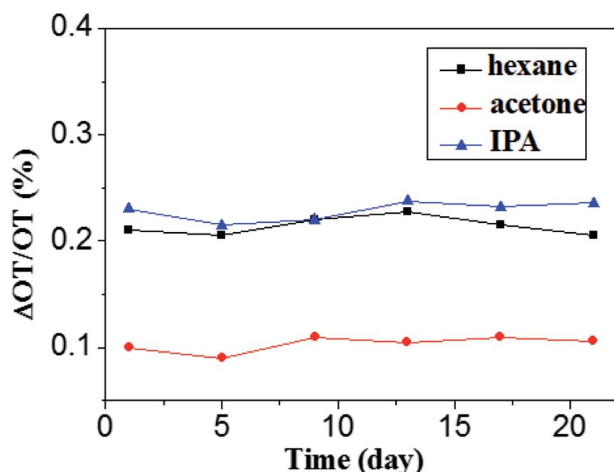 0.4
hexane
acetone
IPA
0.3
0.2
0.1
ΔOT/OT (%)
0 5 10 15 20
Time (day)